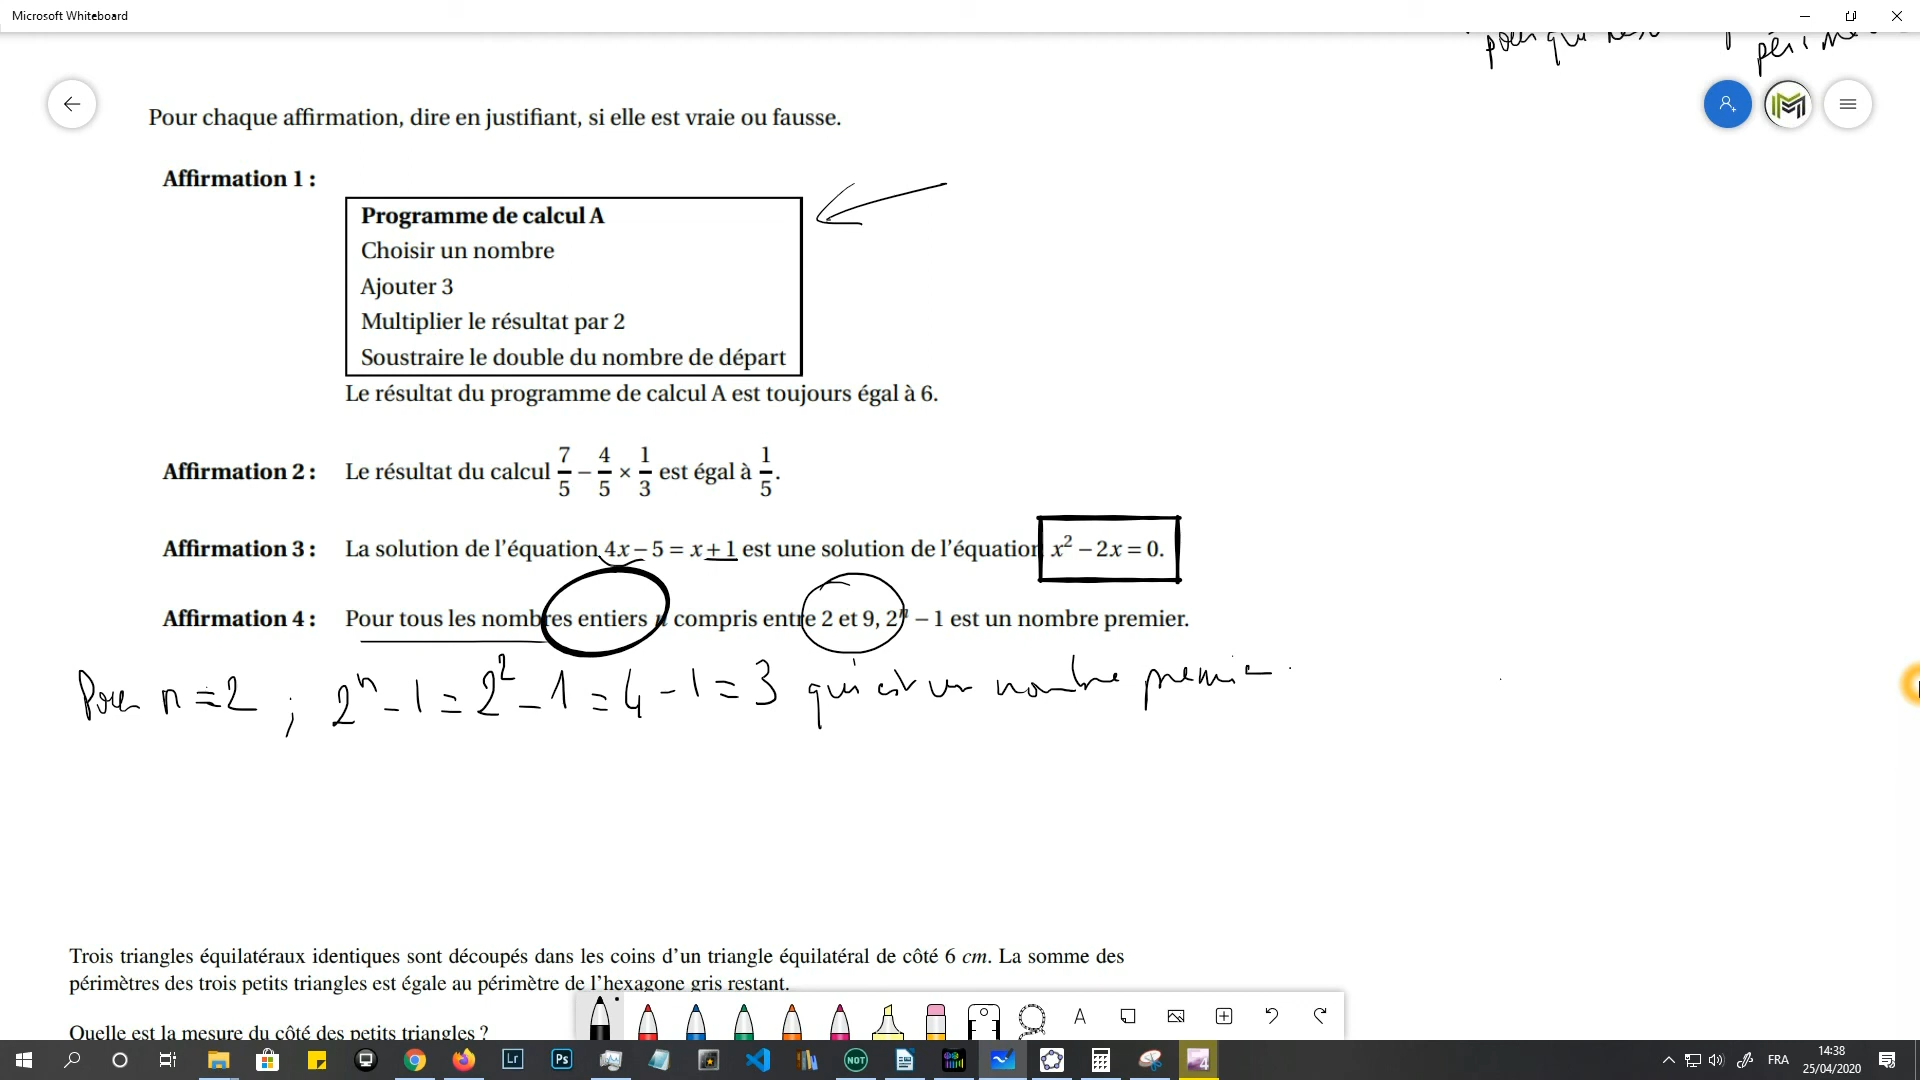 Microsoft Whiteboard
pour qui
Pour chaque affirmation, dire en justifiant, si elle est vraie ou fausse.
Affirmation 1 :
Programme de calcul A
Choisir un nombre
Ajouter 3
Multiplier le résultat par 2
Soustraire le double du nombre de départ
Le résultat du programme de calcul A est toujours égal à 6.
Affirmation 2 : Le résultat du calcul 7/5 − 4/5 × 1/3 est égal à 1/5.
Affirmation 3 : La solution de l'équation 4x − 5 = x + 1 est une solution de l'équation x² − 2x = 0.
Affirmation 4 : Pour tous les nombres entiers n compris entre 2 et 9, 2ⁿ − 1 est un nombre premier.
Pour n = 2 ; 2ⁿ − 1 = 2² − 1 = 4 − 1 = 3 qui est un nombre premier.
Trois triangles équilatéraux identiques sont découpés dans les coins d'un triangle équilatéral de côté 6 cm. La somme des
périmètres des trois petits triangles est égale au périmètre de l'hexagone gris restant.
Quelle est la mesure du côté des petits triangles ?
A
Lr
Ps
NOT
4
FRA
14:38
25/04/2020